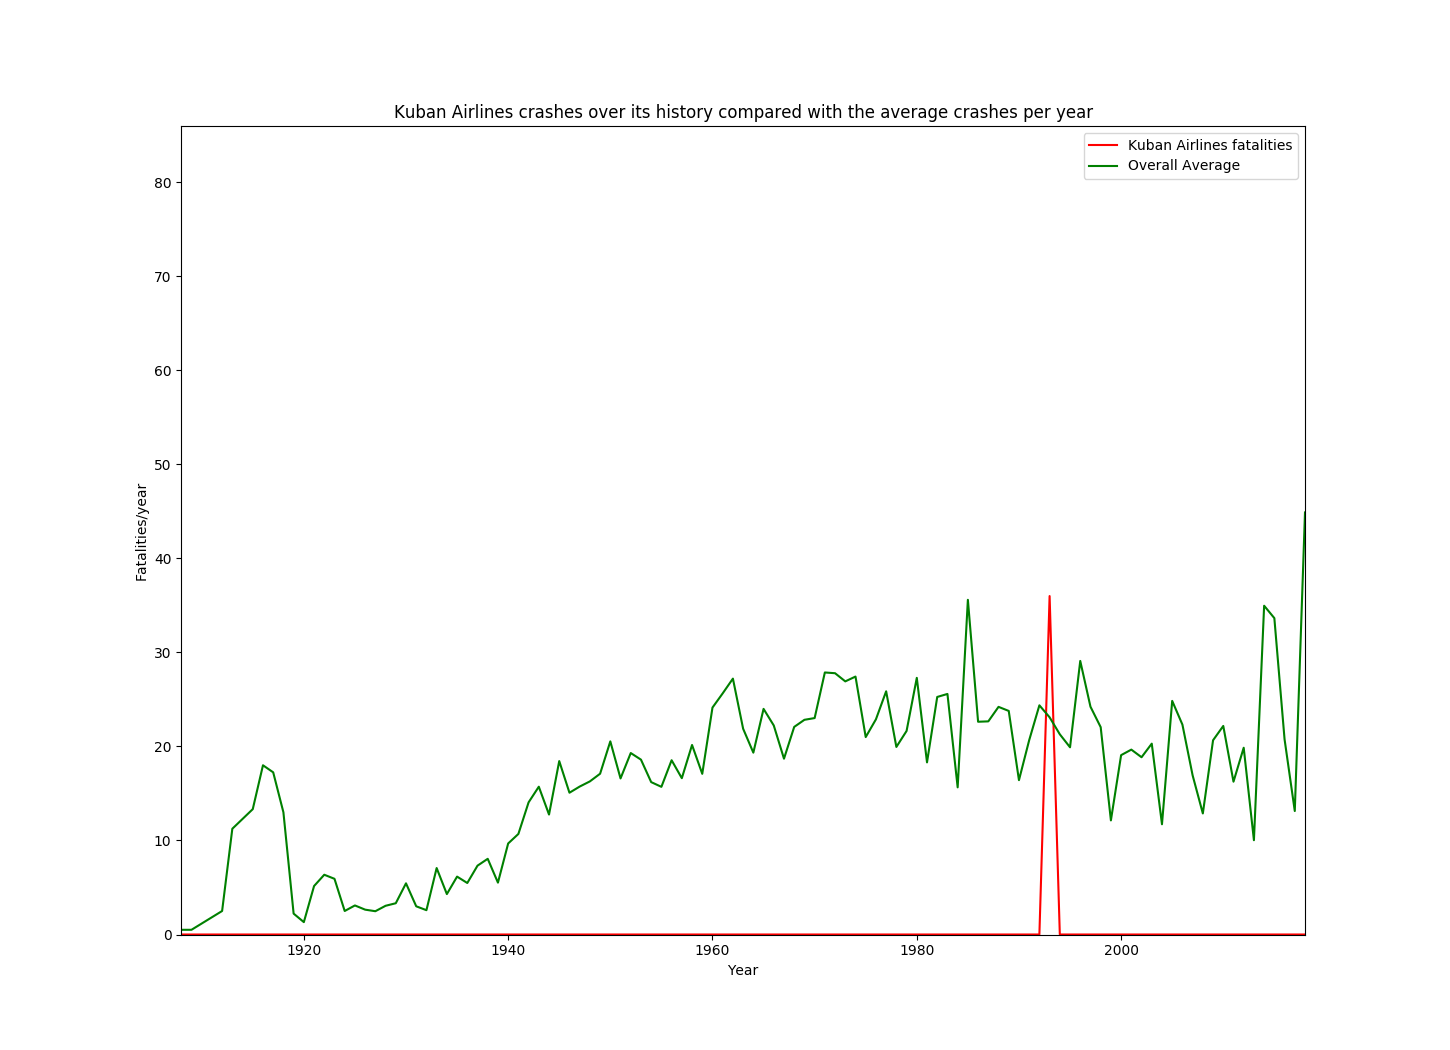 Kuban Airlines crashes over its history compared with the average crashes per year
Kuban Airlines fatalities
Overall Average
80
70
60
50
40
30
20
10
0
Fatalities/year
1920 1940 1960 1980 2000
Year